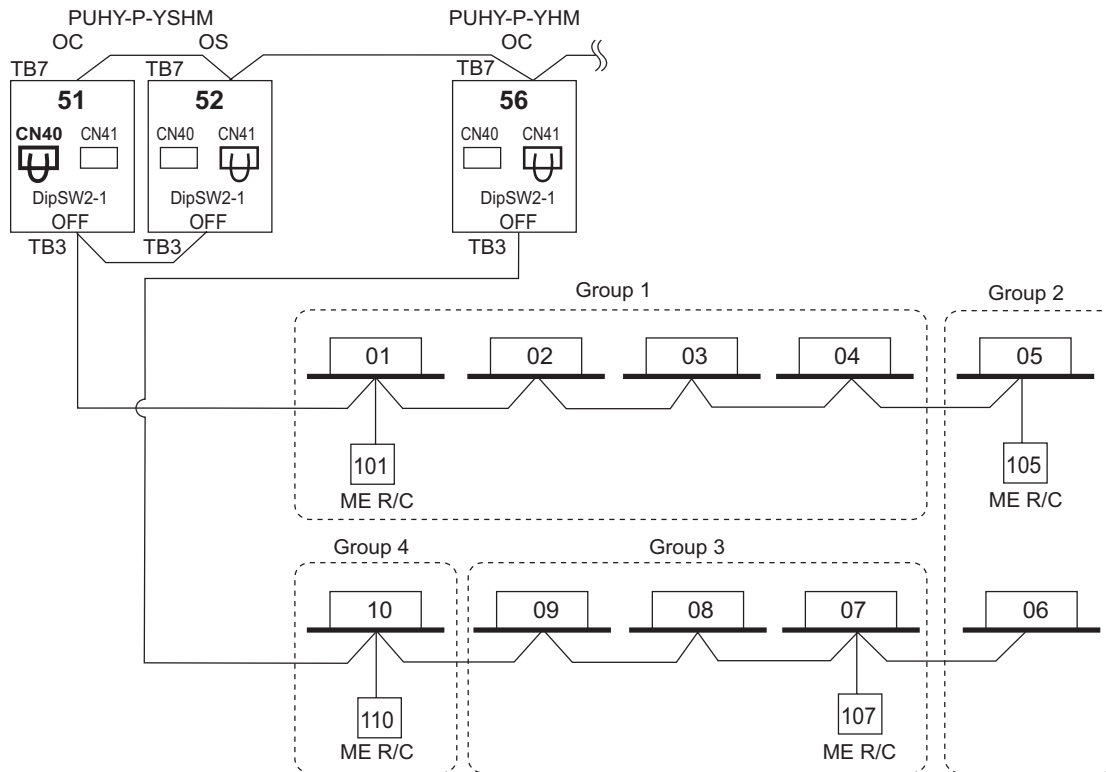 PUHY-P-YSHM PUHY-P-YHM
OC OS OC
TB7 TB7 TB7
51 52 56
CN40 CN41 CN40 CN41 CN40 CN41
DipSW2-1 DipSW2-1 DipSW2-1
OFF OFF OFF
TB3 TB3 TB3
Group 1 Group 2
01 02 03 04 05
101 105
ME R/C ME R/C
Group 4 Group 3
10 09 08 07 06
110 107
ME R/C ME R/C